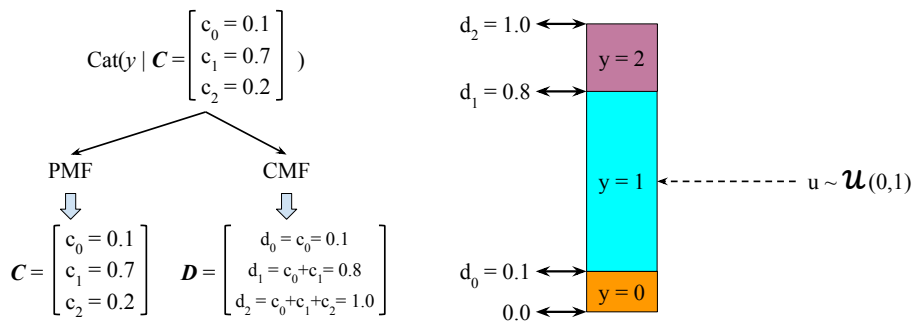 Cat(y | C = [ c₀ = 0.1
c₁ = 0.7
c₂ = 0.2 ] )
PMF
CMF
C = [ c₀ = 0.1
c₁ = 0.7
c₂ = 0.2 ]
D = [ d₀ = c₀= 0.1
d₁ = c₀+c₁= 0.8
d₂ = c₀+c₁+c₂= 1.0 ]
d₂ = 1.0
y = 2
d₁ = 0.8
y = 1
u ~ 𝓤(0,1)
d₀ = 0.1
y = 0
0.0